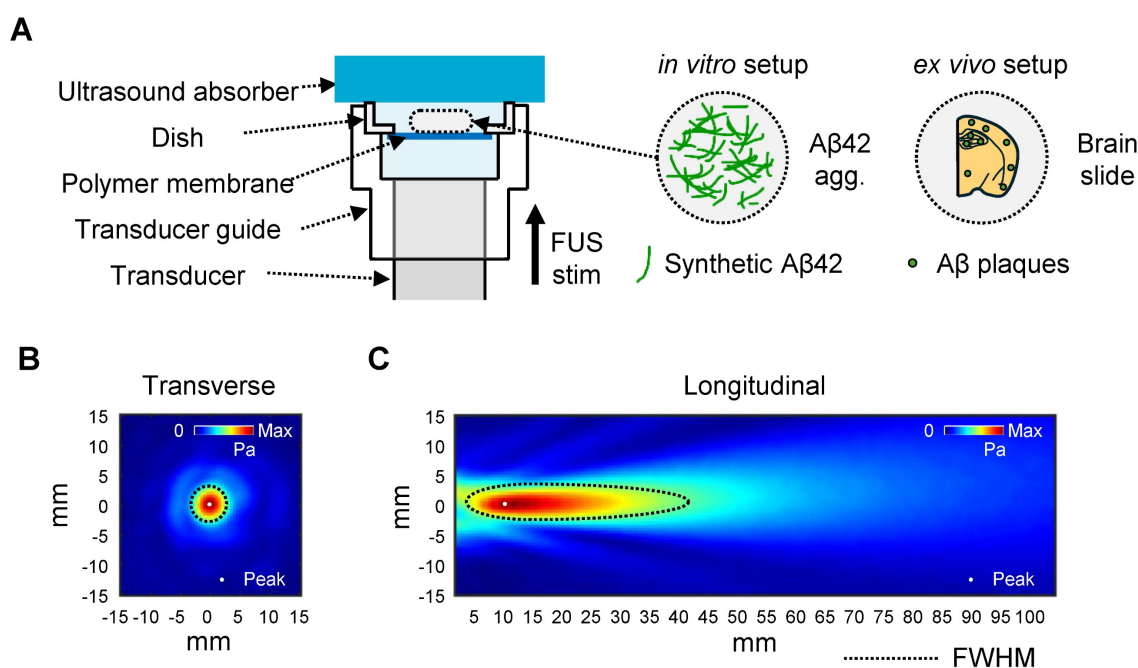 A
Ultrasound absorber
Dish
Polymer membrane
Transducer guide
Transducer
FUS
stim
in vitro setup
Aβ42
agg.
Synthetic Aβ42
ex vivo setup
Brain
slide
Aβ plaques
B
Transverse
0 Max
Pa
15
10
5
0
-5
-10
-15
mm
Peak
-15 -10 -5 0 5 10 15
mm
C
Longitudinal
0 Max
Pa
15
10
5
0
-5
-10
-15
mm
Peak
5 10 15 20 25 30 35 40 45 50 55 60 65 70 75 80 85 90 95 100
mm
FWHM